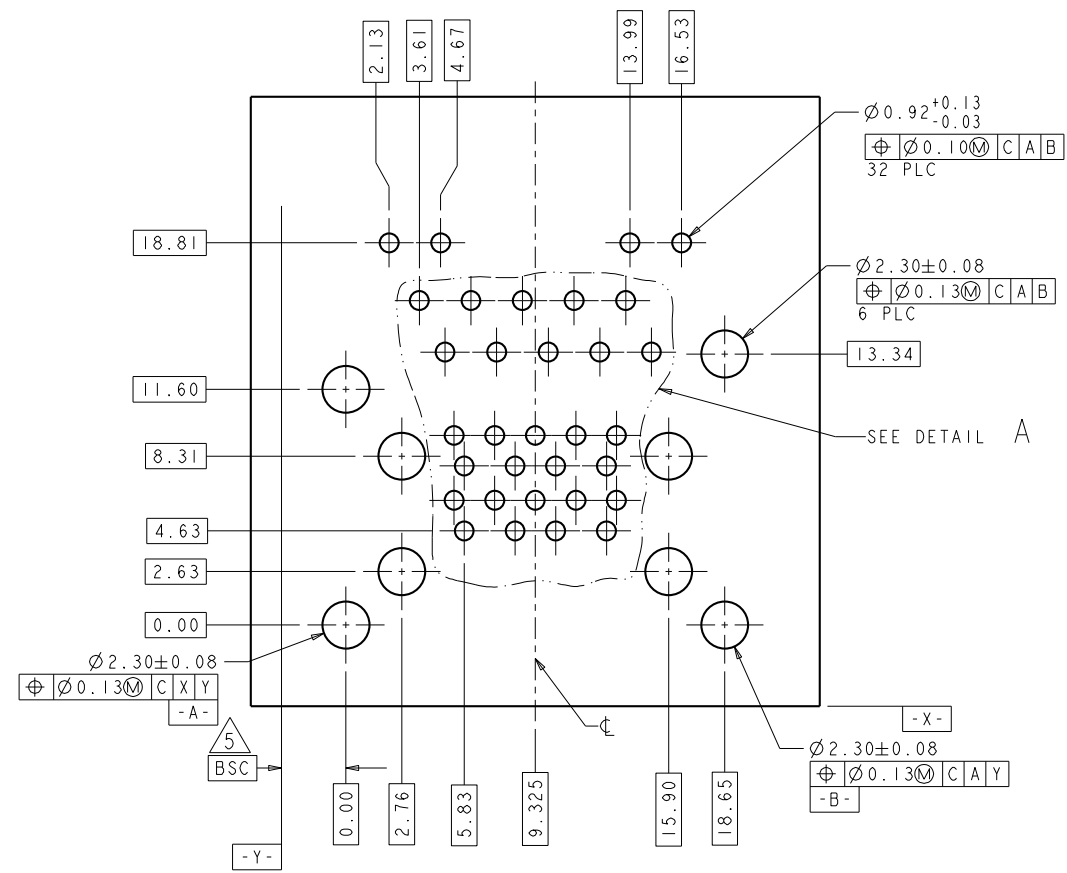 2.13
3.61
4.67
13.99
16.53
Ø0.92 +0.13
-0.03
⌖ Ø0.10Ⓜ C A B
32 PLC
18.81
Ø2.30±0.08
⌖ Ø0.13Ⓜ C A B
6 PLC
13.34
11.60
SEE DETAIL A
8.31
4.63
2.63
0.00
Ø2.30±0.08
⌖ Ø0.13Ⓜ C X Y
-A-
5
BSC
℄
-X-
Ø2.30±0.08
⌖ Ø0.13Ⓜ C A Y
-B-
0.00
2.76
5.83
9.325
15.90
18.65
-Y-